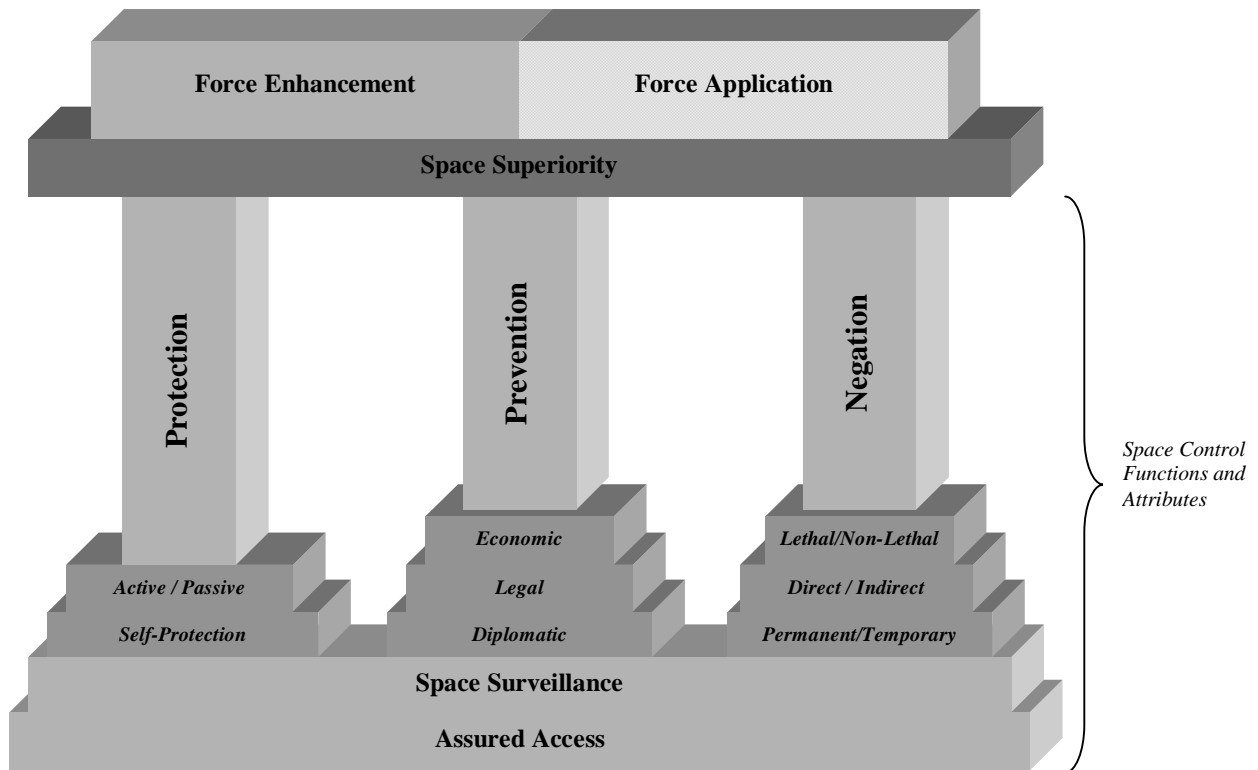 Force Enhancement
Force Application
Space Superiority
Protection
Prevention
Negation
Space Control
Functions and
Attributes
Economic
Lethal/Non-Lethal
Active / Passive
Legal
Direct / Indirect
Self-Protection
Diplomatic
Permanent/Temporary
Space Surveillance
Assured Access